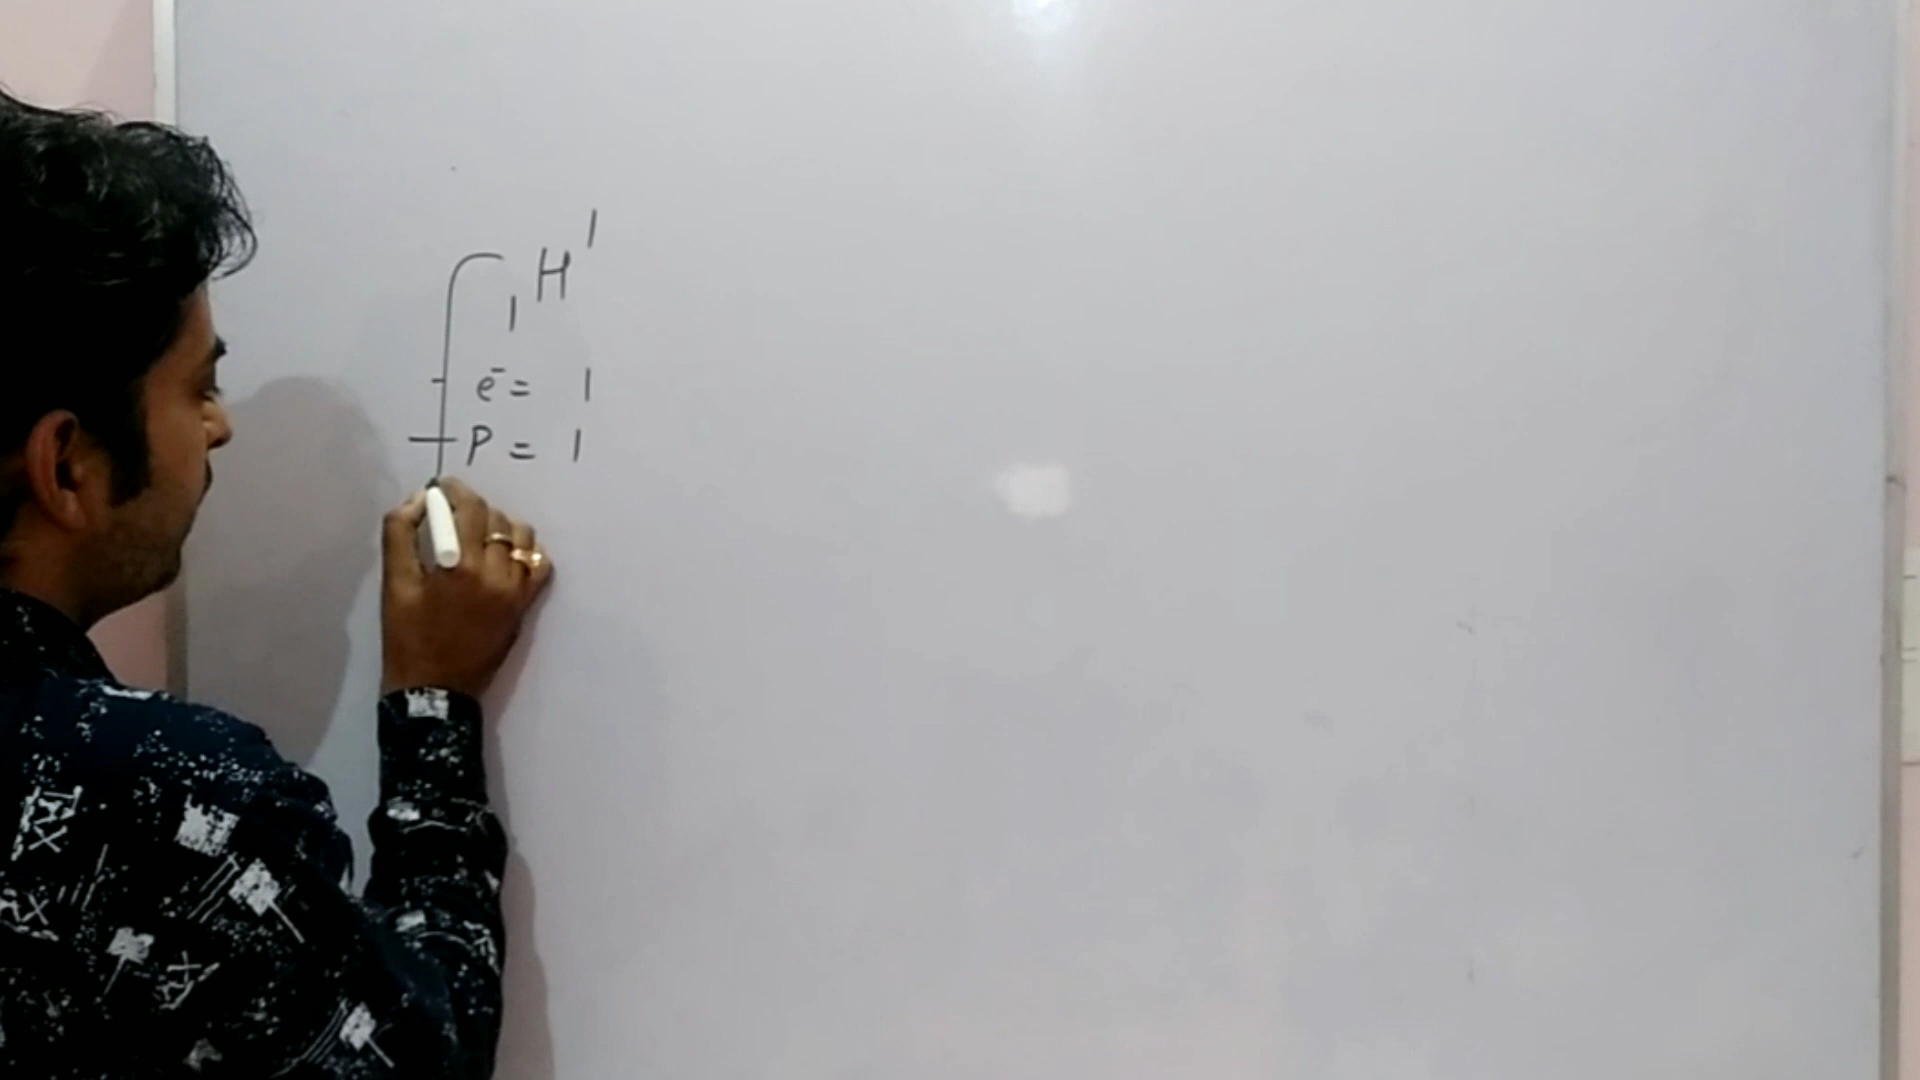 ₁H¹
e⁻ = 1
P = 1